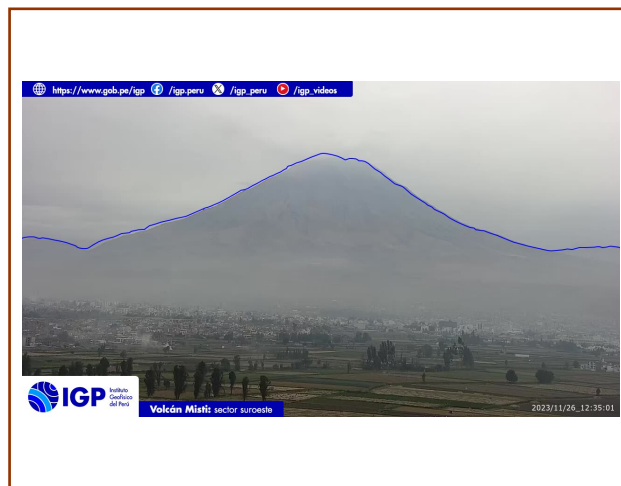 https://www.gob.pe/igp /igp.peru /igp_peru /igp_videos
IGP Instituto
Geofísico
del Perú
Volcán Misti: sector suroeste
2023/11/26_12:35:01